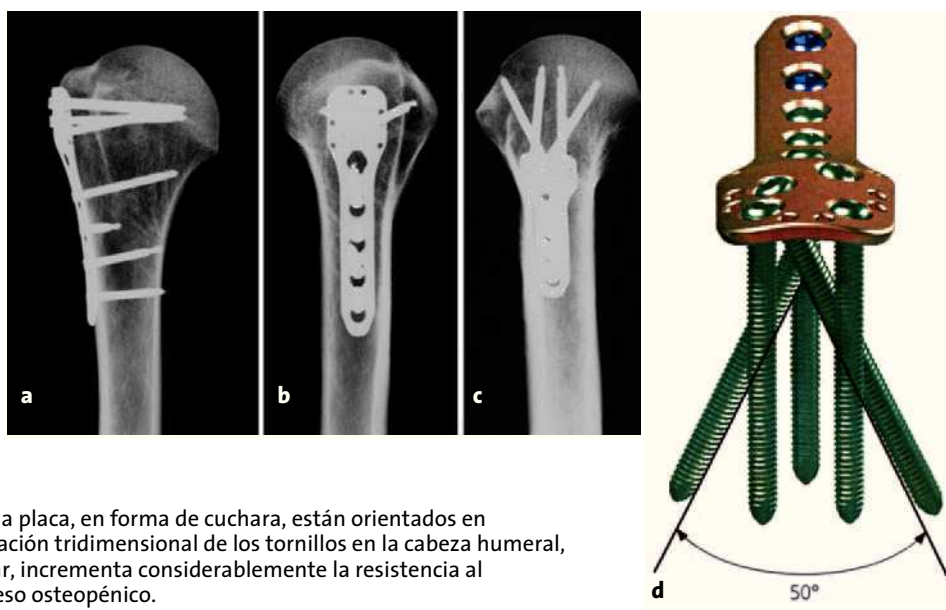 a
b
c
d
50°
a placa, en forma de cuchara, están orientados en
ación tridimensional de los tornillos en la cabeza humeral,
r, incrementa considerablemente la resistencia al
eso osteopénico.